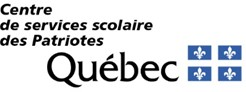 Centre
de services scolaire
des Patriotes
Québec